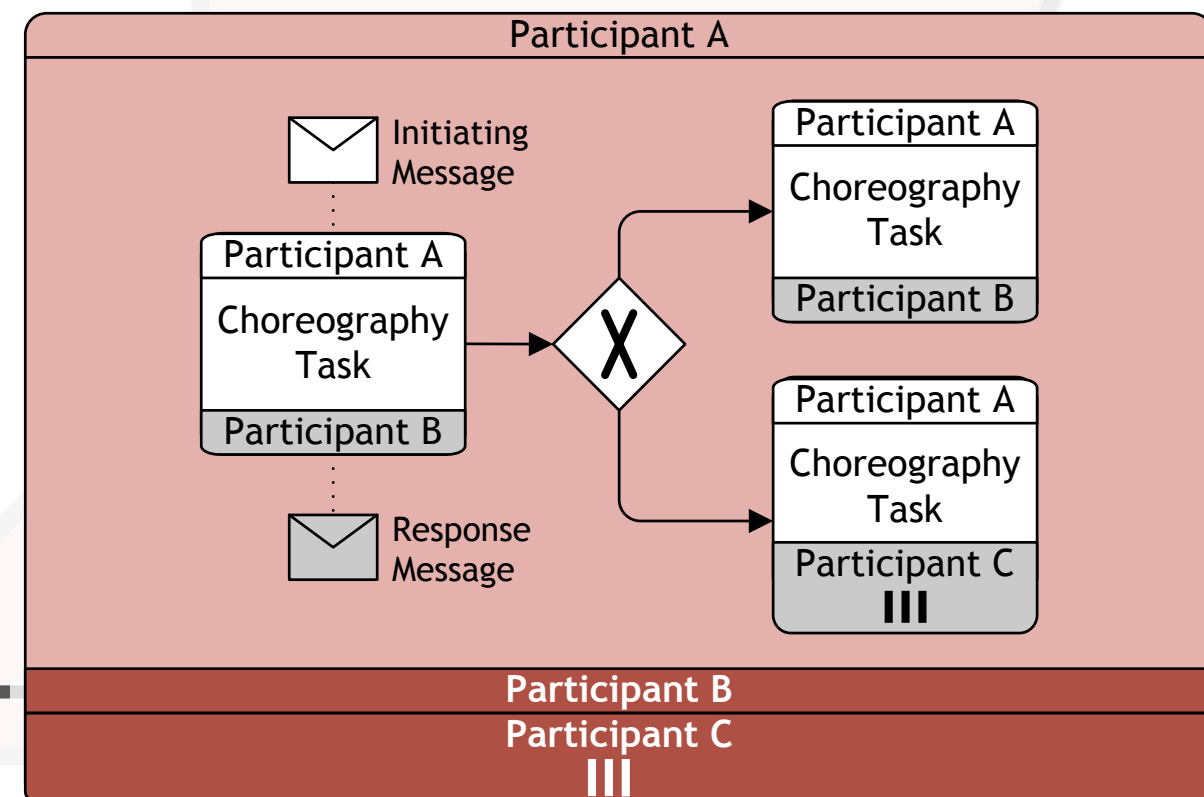 Participant A
Initiating
Message
Participant A
Choreography
Task
Participant B
Response
Message
X
Participant A
Choreography
Task
Participant B
Participant A
Choreography
Task
Participant C
Participant B
Participant C